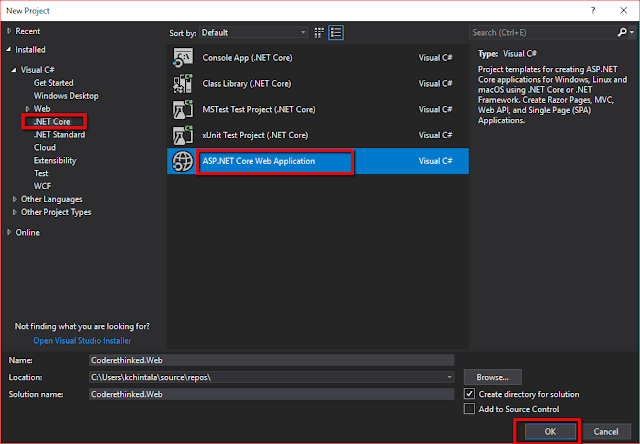 New Project
? ×
Recent
Installed
Visual C#
Get Started
Windows Desktop
Web
.NET Core
.NET Standard
Cloud
Extensibility
Test
WCF
Other Languages
Other Project Types
Online
Not finding what you are looking for?
Open Visual Studio Installer
Sort by: Default
Console App (.NET Core) Visual C#
Class Library (.NET Core) Visual C#
MSTest Test Project (.NET Core) Visual C#
xUnit Test Project (.NET Core) Visual C#
ASP.NET Core Web Application Visual C#
Search (Ctrl+E)
Type: Visual C#
Project templates for creating ASP.NET
Core applications for Windows, Linux and
macOS using .NET Core or .NET
Framework. Create Razor Pages, MVC,
Web API, and Single Page (SPA)
Applications.
Name: Coderethinked.Web
Location: C:\Users\kchintala\source\repos\
Solution name: Coderethinked.Web
Browse...
Create directory for solution
Add to Source Control
OK Cancel